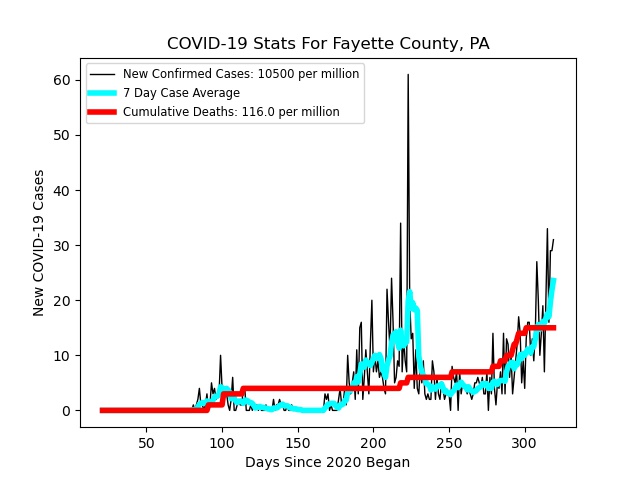 COVID-19 Stats For Fayette County, PA
New Confirmed Cases: 10500 per million
7 Day Case Average
Cumulative Deaths: 116.0 per million
New COVID-19 Cases
60
50
40
30
20
10
0
50 100 150 200 250 300
Days Since 2020 Began